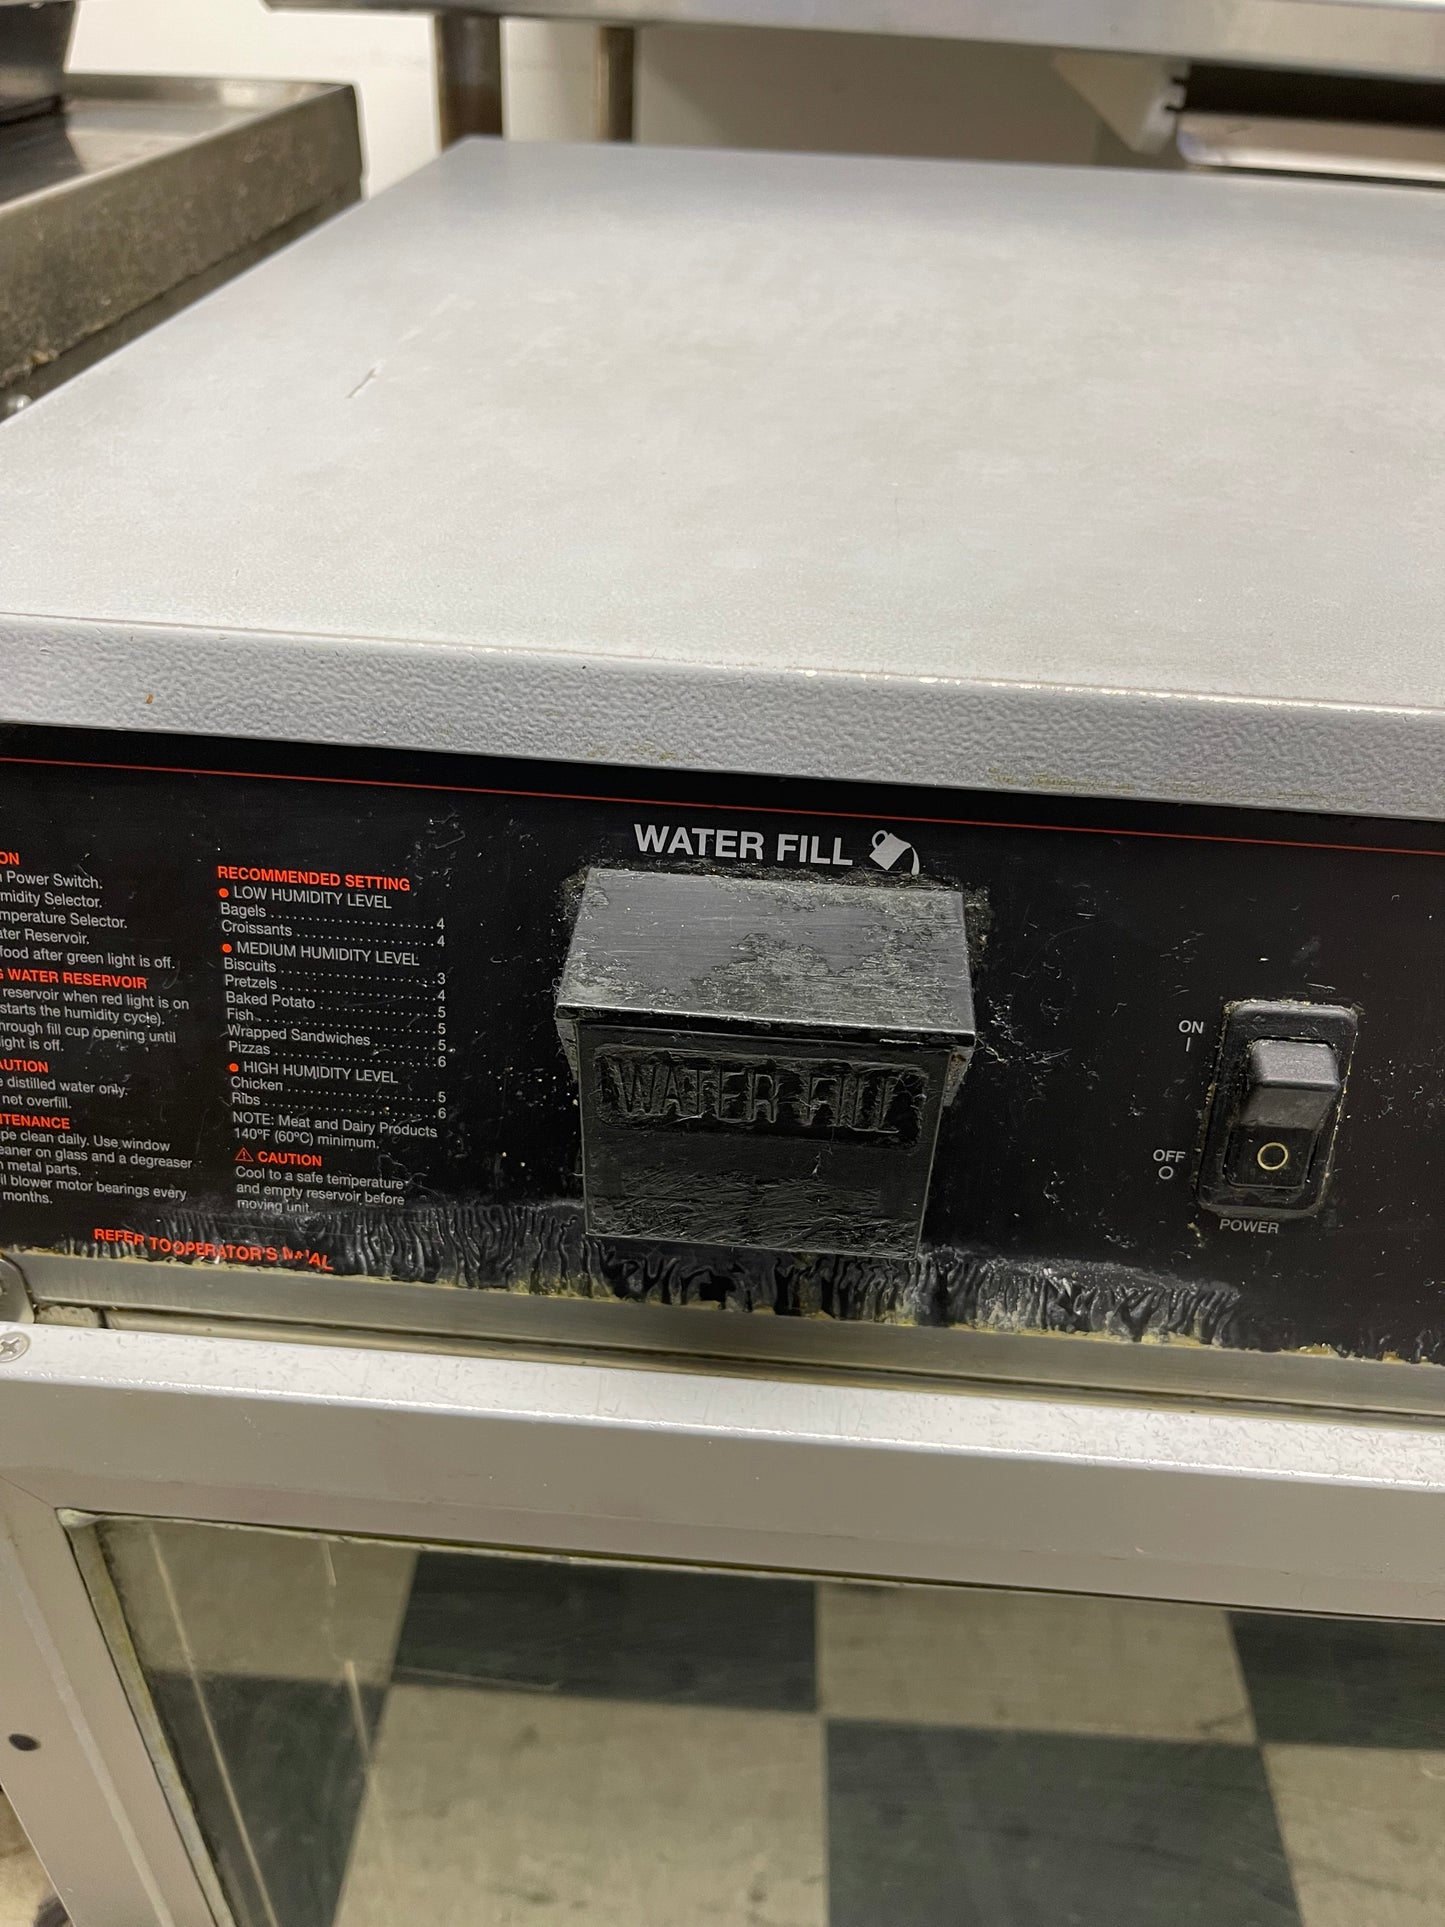 ON
Power Switch.
midity Selector.
mperature Selector.
ater Reservoir.
food after green light is off.
G WATER RESERVOIR
reservoir when red light is on
starts the humidity cycle).
hrough fill cup opening until
light is off.
AUTION
e distilled water only.
not overfill.
TENANCE
pe clean daily. Use window
eaner on glass and a degreaser
n metal parts.
il blower motor bearings every
months.
REFER TO OPERATOR'S
RECOMMENDED SETTING
● LOW HUMIDITY LEVEL
Bagels ........................ 4
Croissants ........................ 4
● MEDIUM HUMIDITY LEVEL
Biscuits ........................ 3
Pretzels ........................ 4
Baked Potato ........................ 5
Fish ........................ 5
Wrapped Sandwiches ........................ 5
Pizzas ........................ 6
● HIGH HUMIDITY LEVEL
Chicken ........................ 5
Ribs ........................ 6
NOTE: Meat and Dairy Products
140°F (60°C) minimum.
⚠ CAUTION
Cool to a safe temperature
and empty reservoir before
moving unit.
WATER FILL
WATER FILL
ON
I
OFF
O
POWER